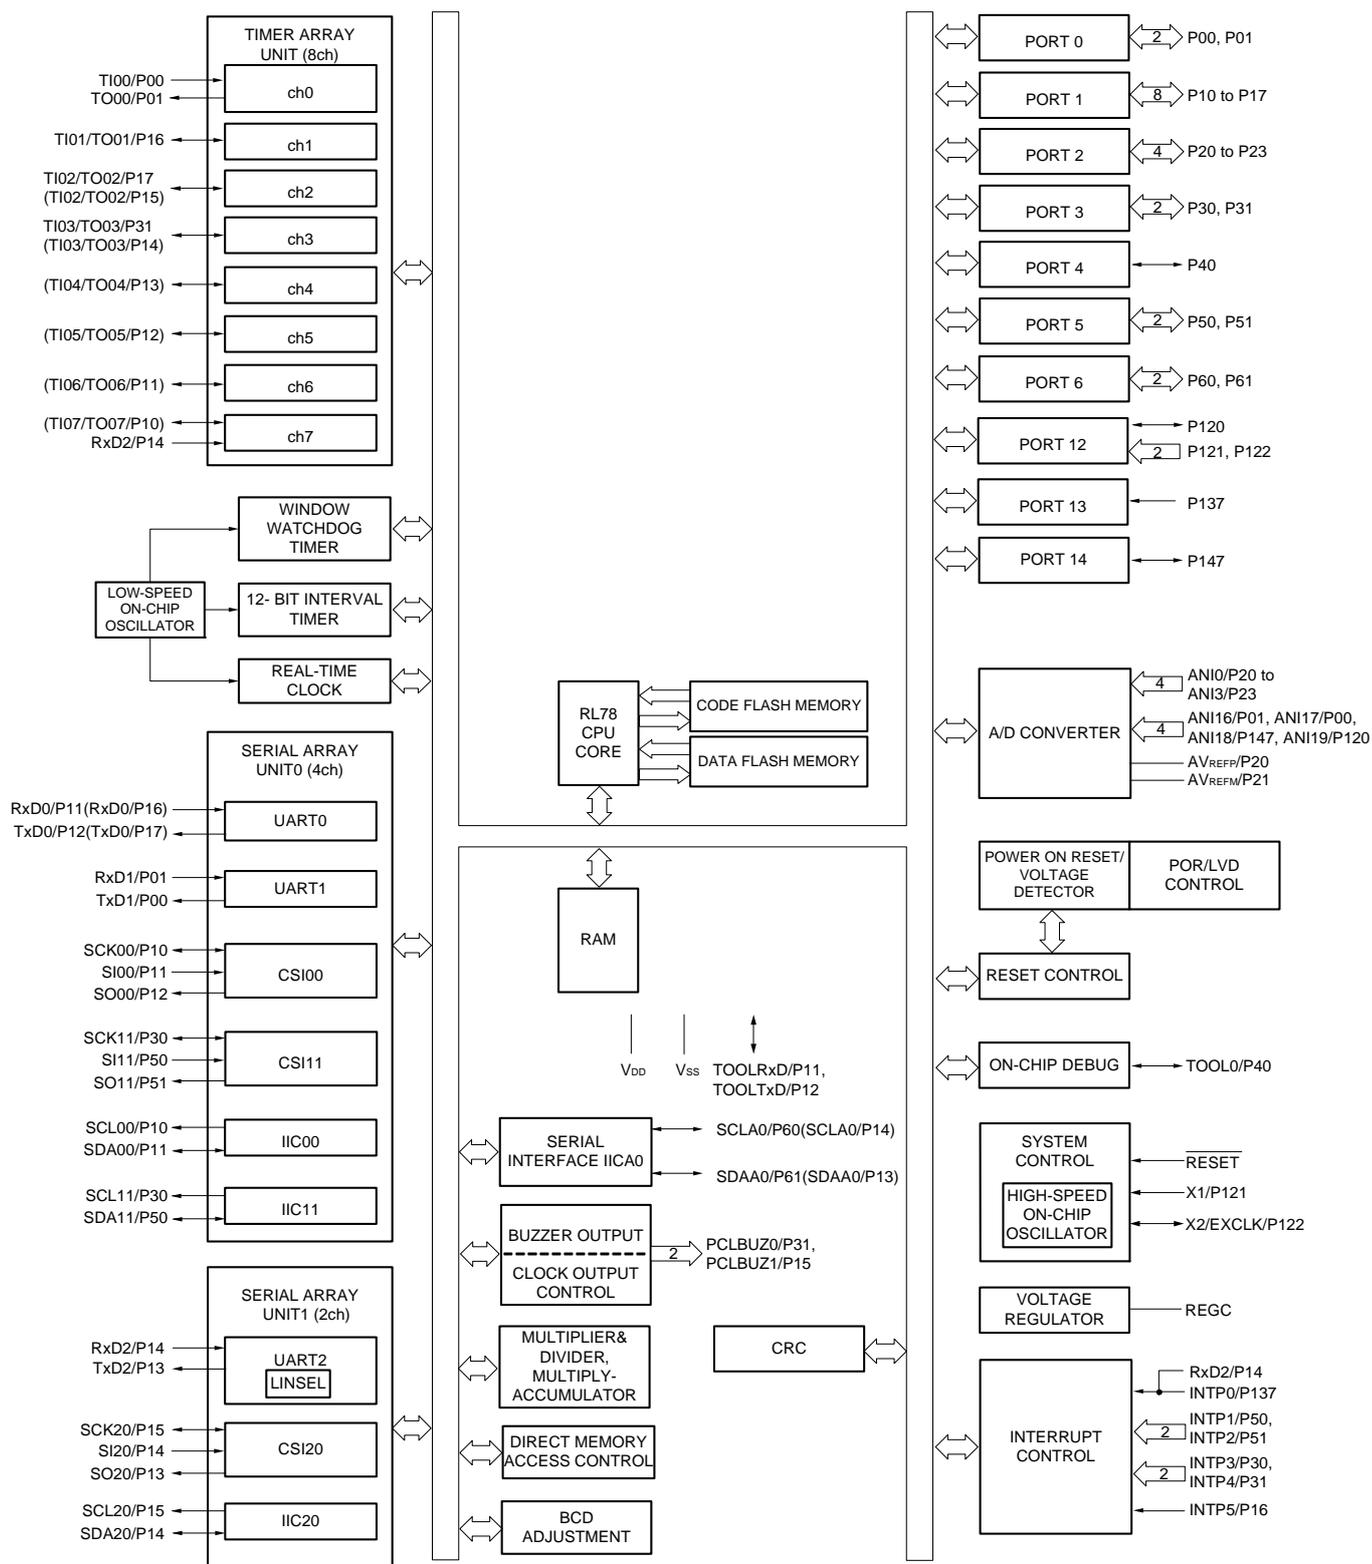 TIMER ARRAY
UNIT (8ch)
TI00/P00
TO00/P01
ch0
TI01/TO01/P16
ch1
TI02/TO02/P17
(TI02/TO02/P15)
ch2
TI03/TO03/P31
(TI03/TO03/P14)
ch3
(TI04/TO04/P13)
ch4
(TI05/TO05/P12)
ch5
(TI06/TO06/P11)
ch6
(TI07/TO07/P10)
RxD2/P14
ch7
WINDOW
WATCHDOG
TIMER
LOW-SPEED
ON-CHIP
OSCILLATOR
12- BIT INTERVAL
TIMER
REAL-TIME
CLOCK
SERIAL ARRAY
UNIT0 (4ch)
RxD0/P11(RxD0/P16)
TxD0/P12(TxD0/P17)
UART0
RxD1/P01
TxD1/P00
UART1
SCK00/P10
SI00/P11
SO00/P12
CSI00
SCK11/P30
SI11/P50
SO11/P51
CSI11
SCL00/P10
SDA00/P11
IIC00
SCL11/P30
SDA11/P50
IIC11
SERIAL ARRAY
UNIT1 (2ch)
RxD2/P14
TxD2/P13
UART2
LINSEL
SCK20/P15
SI20/P14
SO20/P13
CSI20
SCL20/P15
SDA20/P14
IIC20
RL78
CPU
CORE
CODE FLASH MEMORY
DATA FLASH MEMORY
RAM
VDD
VSS
TOOLRxD/P11,
TOOLTxD/P12
SERIAL
INTERFACE IICA0
SCLA0/P60(SCLA0/P14)
SDAA0/P61(SDAA0/P13)
BUZZER OUTPUT
CLOCK OUTPUT
CONTROL
2
PCLBUZ0/P31,
PCLBUZ1/P15
MULTIPLIER&
DIVIDER,
MULTIPLY-
ACCUMULATOR
CRC
DIRECT MEMORY
ACCESS CONTROL
BCD
ADJUSTMENT
PORT 0
2
P00, P01
PORT 1
8
P10 to P17
PORT 2
4
P20 to P23
PORT 3
2
P30, P31
PORT 4
P40
PORT 5
2
P50, P51
PORT 6
2
P60, P61
PORT 12
P120
2
P121, P122
PORT 13
P137
PORT 14
P147
A/D CONVERTER
4
ANI0/P20 to
ANI3/P23
4
ANI16/P01, ANI17/P00,
ANI18/P147, ANI19/P120
AVREFP/P20
AVREFM/P21
POWER ON RESET/
VOLTAGE
DETECTOR
POR/LVD
CONTROL
RESET CONTROL
ON-CHIP DEBUG
TOOL0/P40
SYSTEM
CONTROL
HIGH-SPEED
ON-CHIP
OSCILLATOR
RESET
X1/P121
X2/EXCLK/P122
VOLTAGE
REGULATOR
REGC
INTERRUPT
CONTROL
RxD2/P14
INTP0/P137
2
INTP1/P50,
INTP2/P51
2
INTP3/P30,
INTP4/P31
INTP5/P16